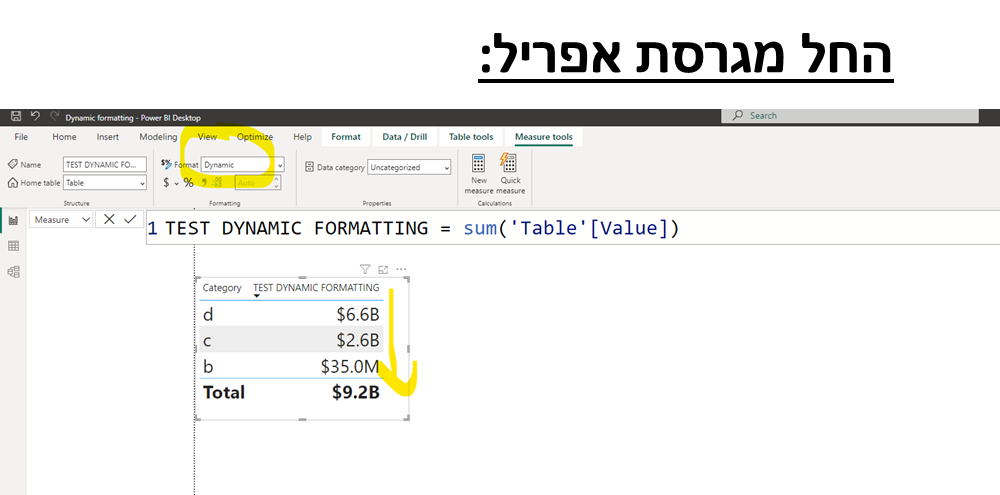 החל מגרסת אפריל:
Dynamic formatting - Power BI Desktop
Search
File Home Insert Modeling View Optimize Help Format Data / Drill Table tools Measure tools
Name TEST DYNAMIC FO...
Home table Table
Structure
Format Dynamic
$ % Auto
Formatting
Data category Uncategorized
Properties
New measure
Quick measure
Calculations
Measure
1 TEST DYNAMIC FORMATTING = sum('Table'[Value])
Category TEST DYNAMIC FORMATTING
d $6.6B
c $2.6B
b $35.0M
Total $9.2B